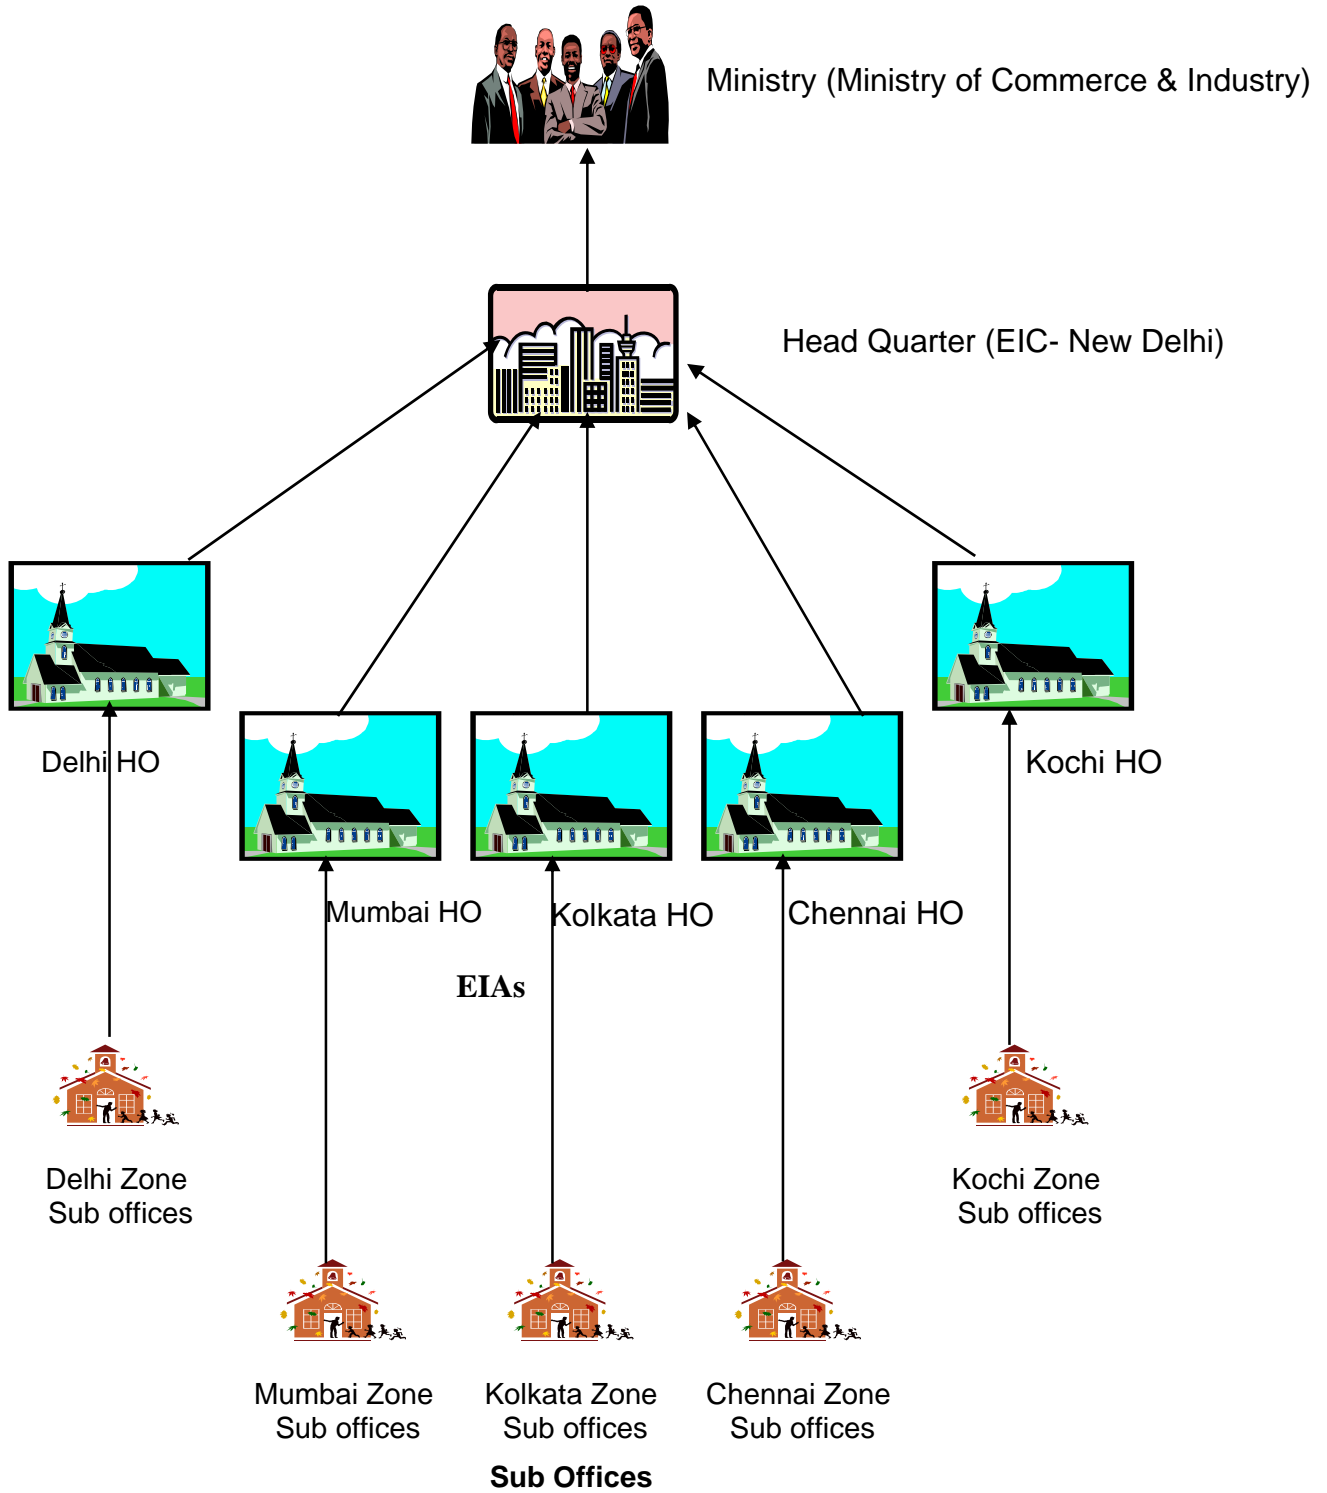 Ministry (Ministry of Commerce & Industry)
Head Quarter (EIC- New Delhi)
Delhi HO
Kochi HO
Mumbai HO
Kolkata HO
Chennai HO
EIAs
Delhi Zone
Sub offices
Kochi Zone
Sub offices
Mumbai Zone
Sub offices
Kolkata Zone
Sub offices
Chennai Zone
Sub offices
Sub Offices